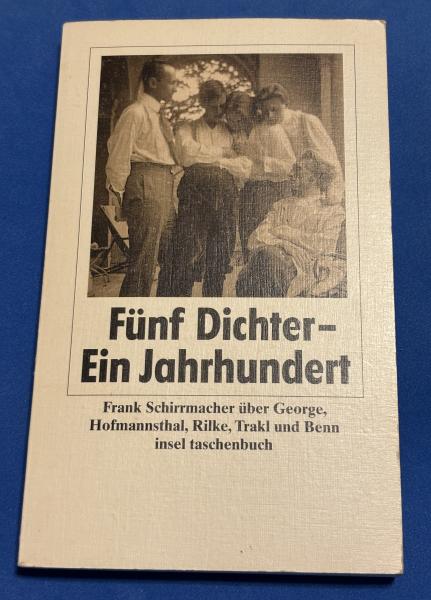 Fünf Dichter –
Ein Jahrhundert
Frank Schirrmacher über George,
Hofmannsthal, Rilke, Trakl und Benn
insel taschenbuch